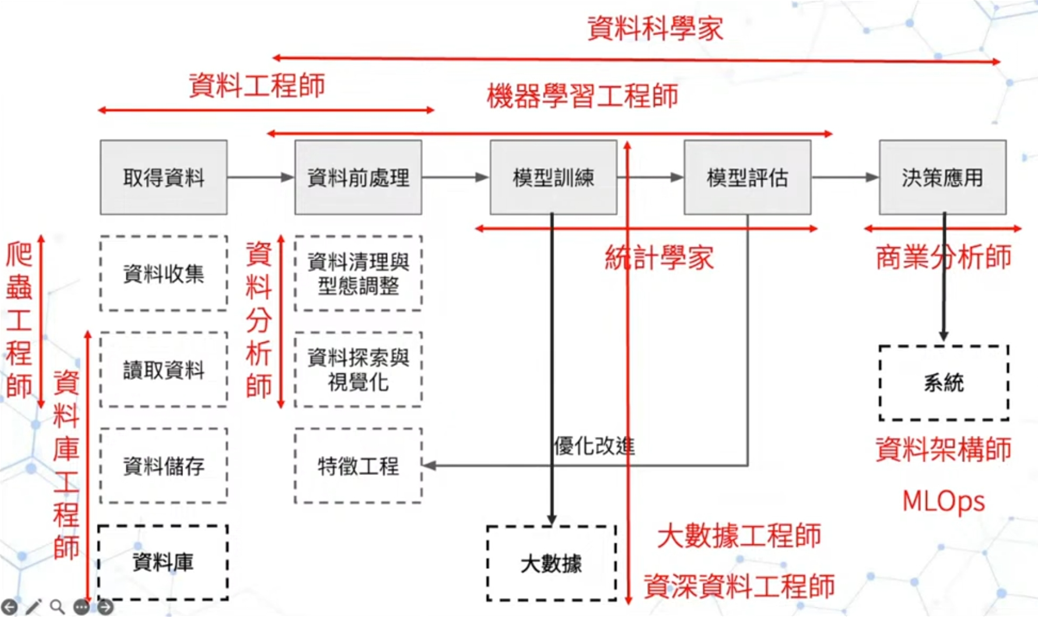 資料科學家
資料工程師
機器學習工程師
取得資料
資料前處理
模型訓練
模型評估
決策應用
統計學家
商業分析師
爬蟲工程師
資料收集
資料分析師
資料清理與
型態調整
讀取資料
資料探索與
視覺化
系統
資料庫工程師
資料儲存
特徵工程
優化改進
資料架構師
MLOps
資料庫
大數據
大數據工程師
資深資料工程師